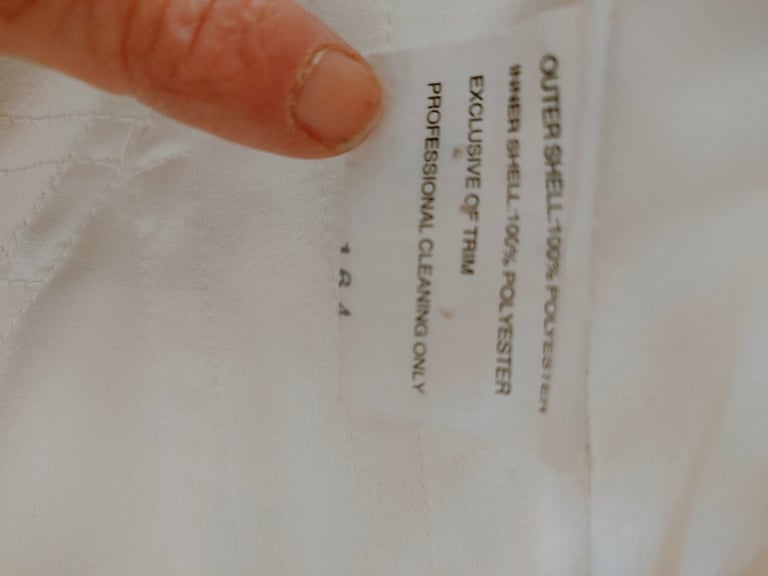 OUTER SHELL-100% POLYESTER
INNER SHELL-100% POLYESTER
EXCLUSIVE OF TRIM
PROFESSIONAL CLEANING ONLY